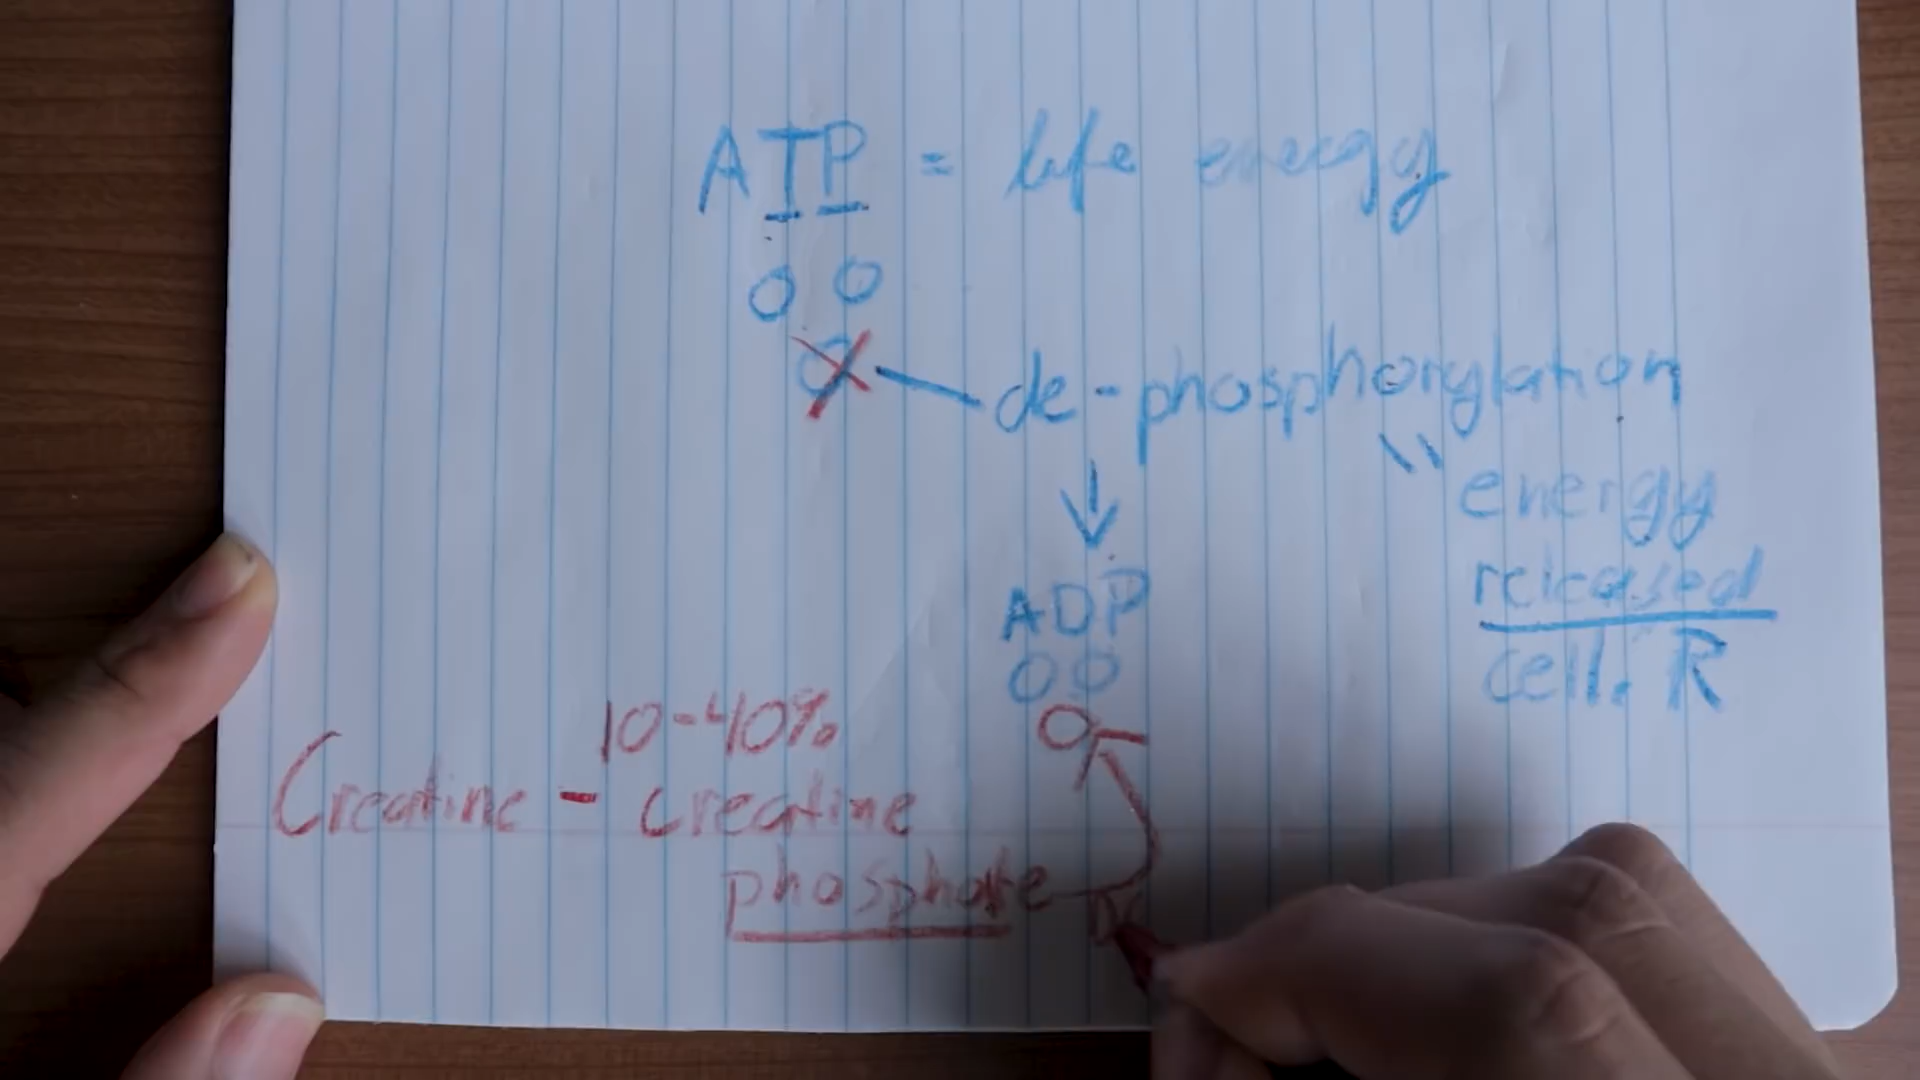 ATP = life energy
de-phosphorylation
energy
released
cell. R
ADP
10-40%
Creatine - creatine
phosphate